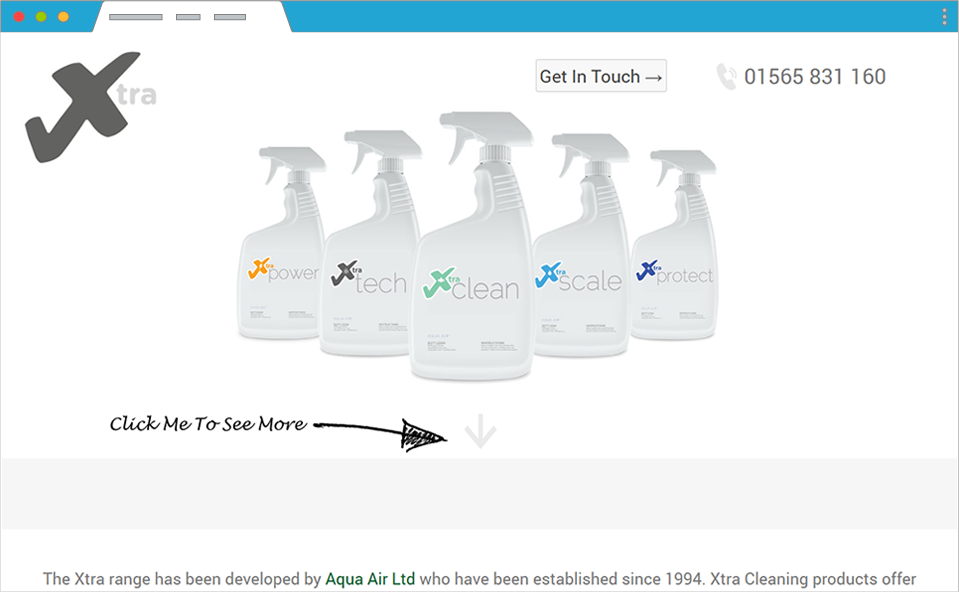 Xtra
Get In Touch →
01565 831 160
Xtra power
Xtra tech
Xtra clean
Xtra scale
Xtra protect
Click Me To See More
The Xtra range has been developed by Aqua Air Ltd who have been established since 1994. Xtra Cleaning products offer